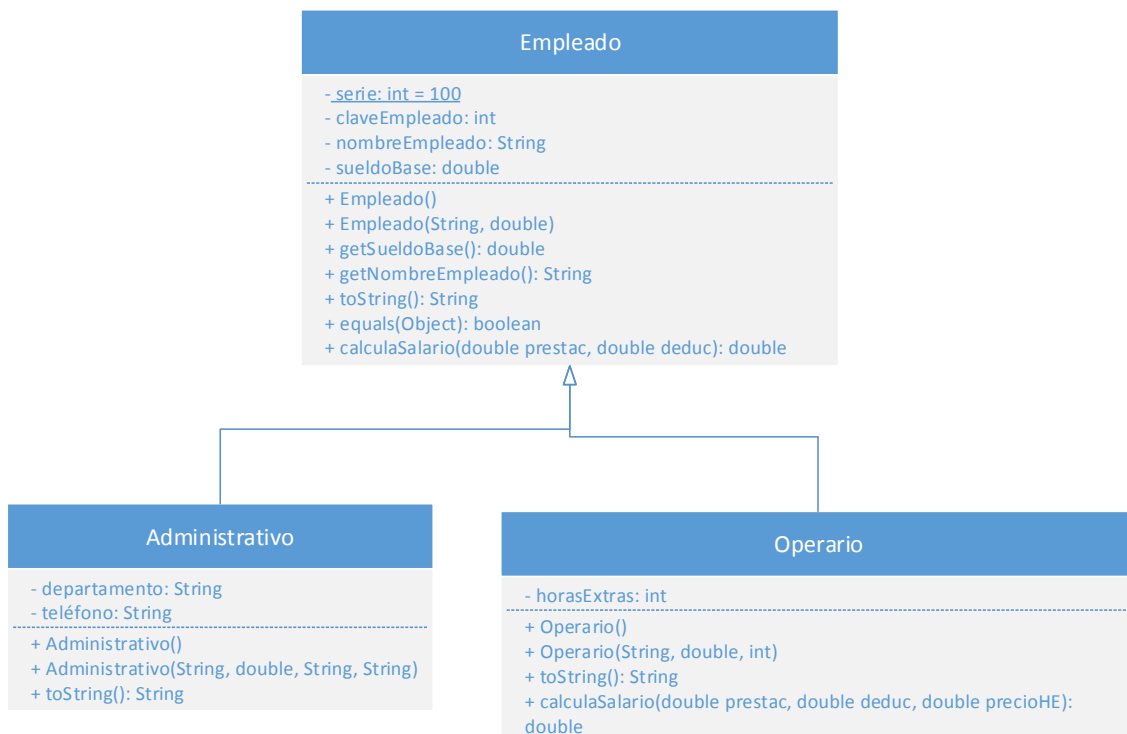 Empleado
- serie: int = 100
- claveEmpleado: int
- nombreEmpleado: String
- sueldoBase: double
+ Empleado()
+ Empleado(String, double)
+ getSueldoBase(): double
+ getNombreEmpleado(): String
+ toString(): String
+ equals(Object): boolean
+ calculaSalario(double prestac, double deduc): double
Administrativo
- departamento: String
- teléfono: String
+ Administrativo()
+ Administrativo(String, double, String, String)
+ toString(): String
Operario
- horasExtras: int
+ Operario()
+ Operario(String, double, int)
+ toString(): String
+ calculaSalario(double prestac, double deduc, double precioHE):
double